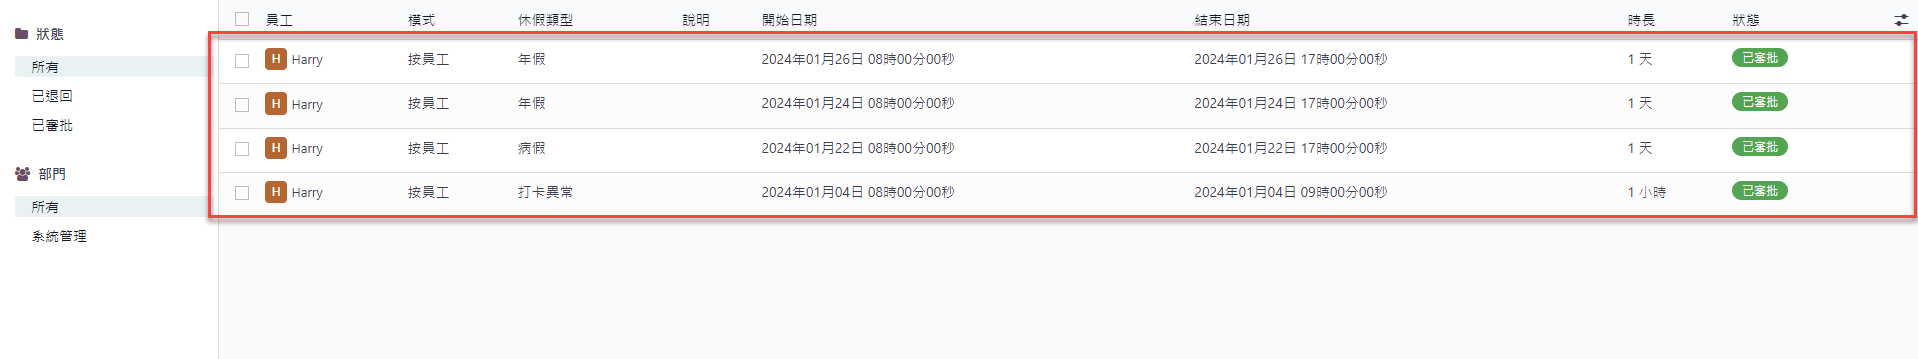 狀態
所有
已退回
已審批
部門
所有
系統管理
員工 模式 休假類型 說明 開始日期 結束日期 時長 狀態
H Harry 按員工 年假 2024年01月26日 08時00分00秒 2024年01月26日 17時00分00秒 1 天 已審批
H Harry 按員工 年假 2024年01月24日 08時00分00秒 2024年01月24日 17時00分00秒 1 天 已審批
H Harry 按員工 病假 2024年01月22日 08時00分00秒 2024年01月22日 17時00分00秒 1 天 已審批
H Harry 按員工 打卡異常 2024年01月04日 08時00分00秒 2024年01月04日 09時00分00秒 1 小時 已審批